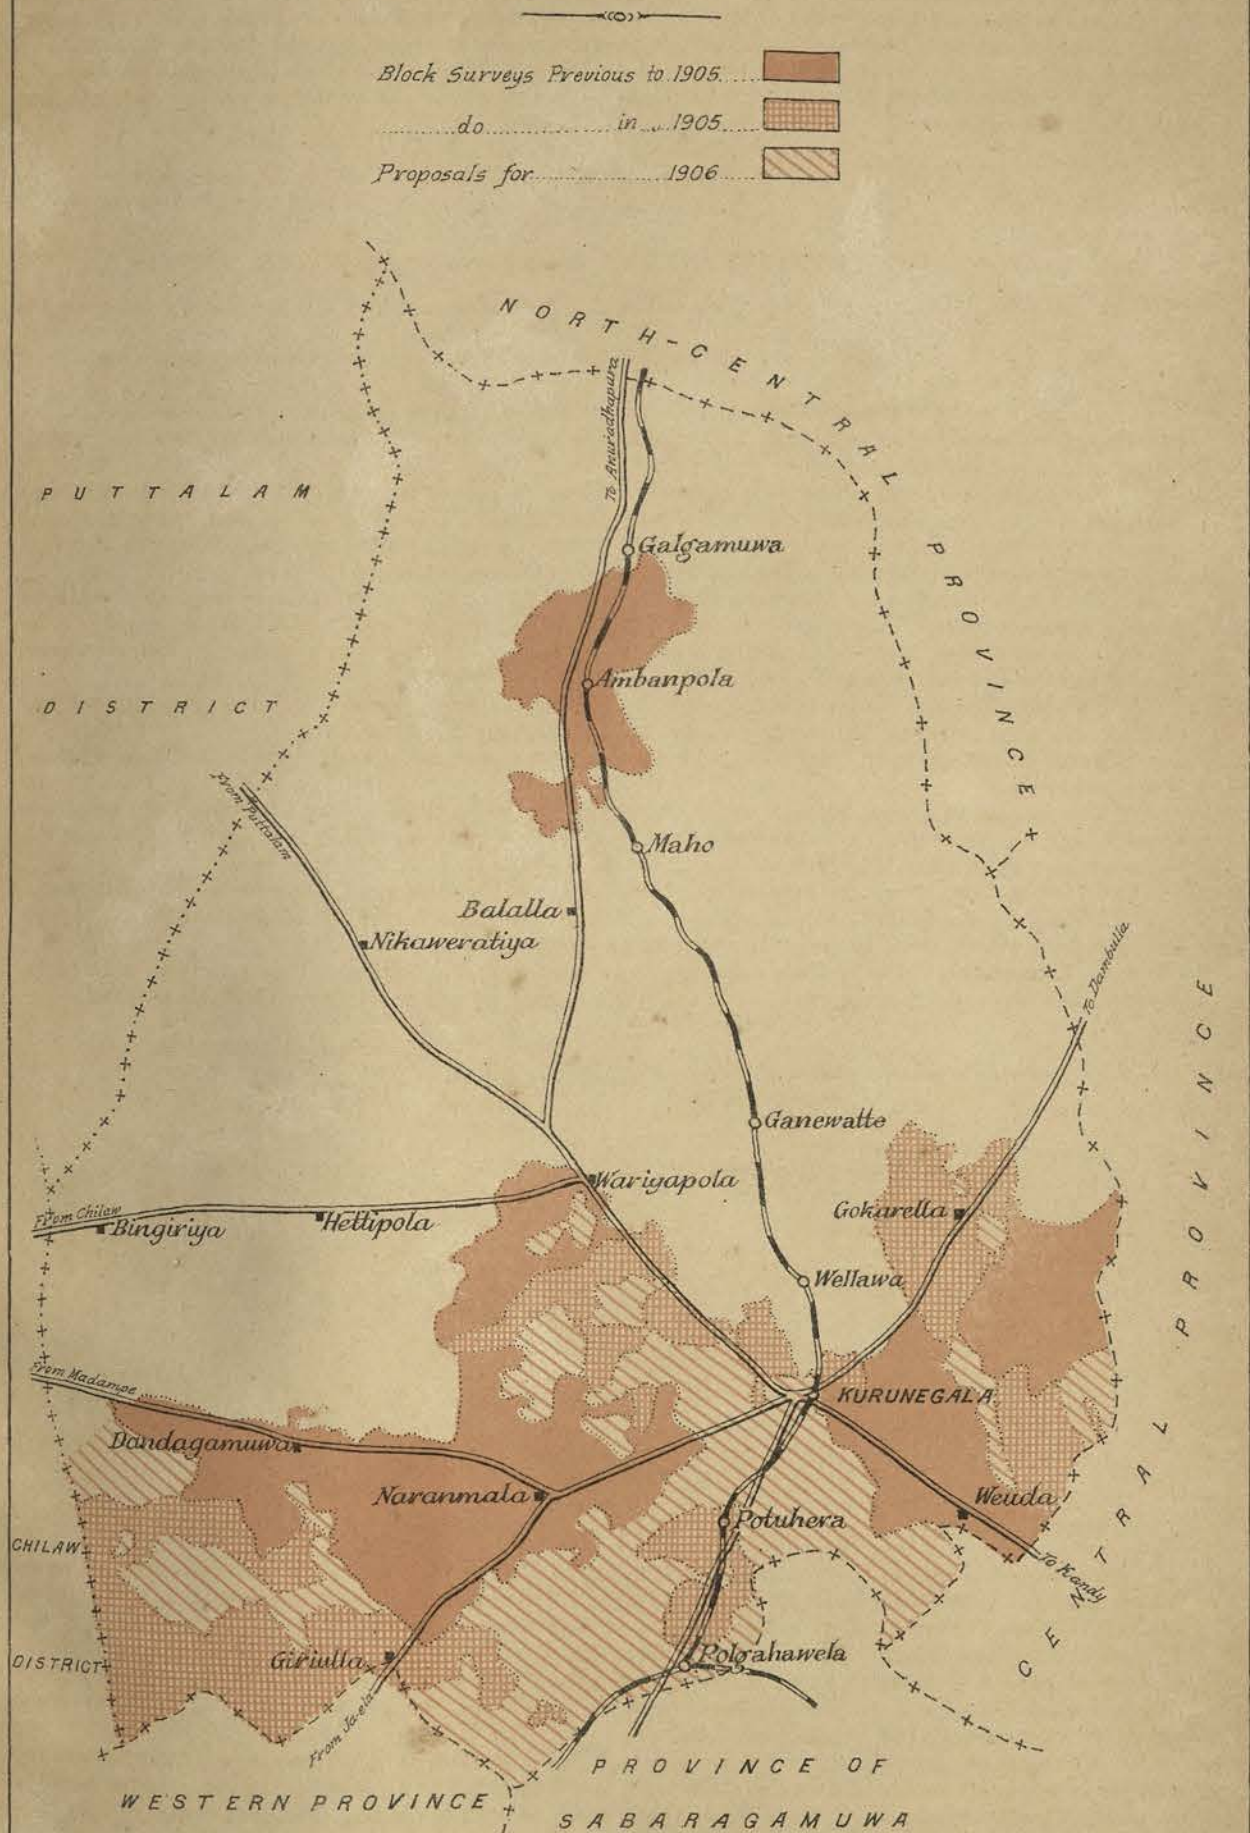 Block Surveys Previous to 1905
do in 1905
Proposals for 1906
NORTH-CENTRAL PROVINCE
To Anuradhapura
PUTTALAM
DISTRICT
Galgamuwa
Ambanpola
From Puttalam
Maho
Balalla
Nikaweratiya
To Dambulla
Ganewatte
Wariyapola
From Chilaw
Bingiriya
Hettipola
Gokarella
Wellawa
From Madampe
KURUNEGALA
Dandagamuwa
Naranmala
Weuda
Potuhera
CHILAW
DISTRICT
To Kandy
CENTRAL PROVINCE
Giriulla
Polgahawela
From Ja-ela
WESTERN PROVINCE
PROVINCE OF
SABARAGAMUWA